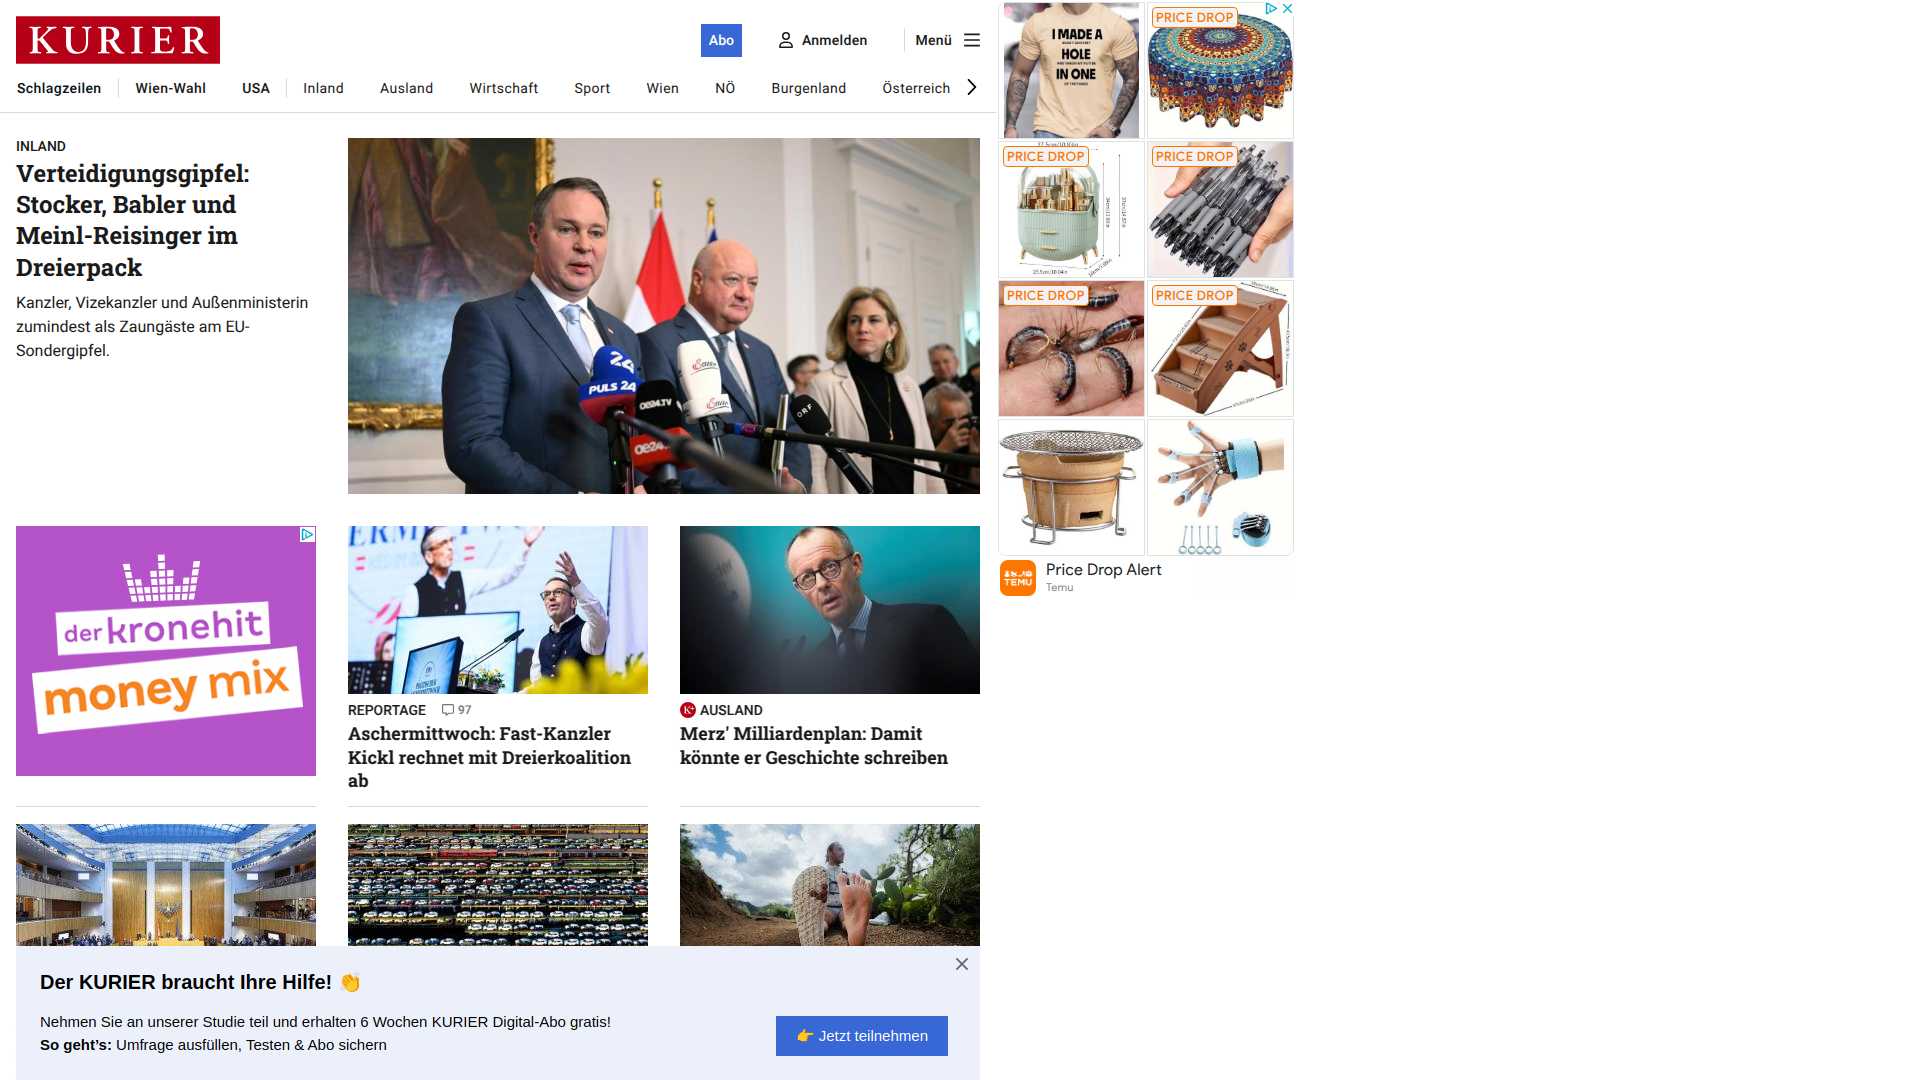 KURIER
Abo
Anmelden
Menü
Schlagzeilen
Wien-Wahl
USA
Inland
Ausland
Wirtschaft
Sport
Wien
NÖ
Burgenland
Österreich
INLAND
Verteidigungsgipfel:
Stocker, Babler und
Meinl-Reisinger im
Dreierpack
Kanzler, Vizekanzler und Außenministerin
zumindest als Zaungäste am EU-
Sondergipfel.
24
PULS 24
oe24.TV
oe24
ORF
I MADE A
HOLE
IN ONE
PRICE DROP
PRICE DROP
PRICE DROP
PRICE DROP
PRICE DROP
TEMU
Price Drop Alert
Temu
der kronehit
money mix
REPORTAGE 97
Aschermittwoch: Fast-Kanzler
Kickl rechnet mit Dreierkoalition
ab
K+ AUSLAND
Merz' Milliardenplan: Damit
könnte er Geschichte schreiben
Der KURIER braucht Ihre Hilfe! 👏
Nehmen Sie an unserer Studie teil und erhalten 6 Wochen KURIER Digital-Abo gratis!
So geht's: Umfrage ausfüllen, Testen & Abo sichern
👉 Jetzt teilnehmen